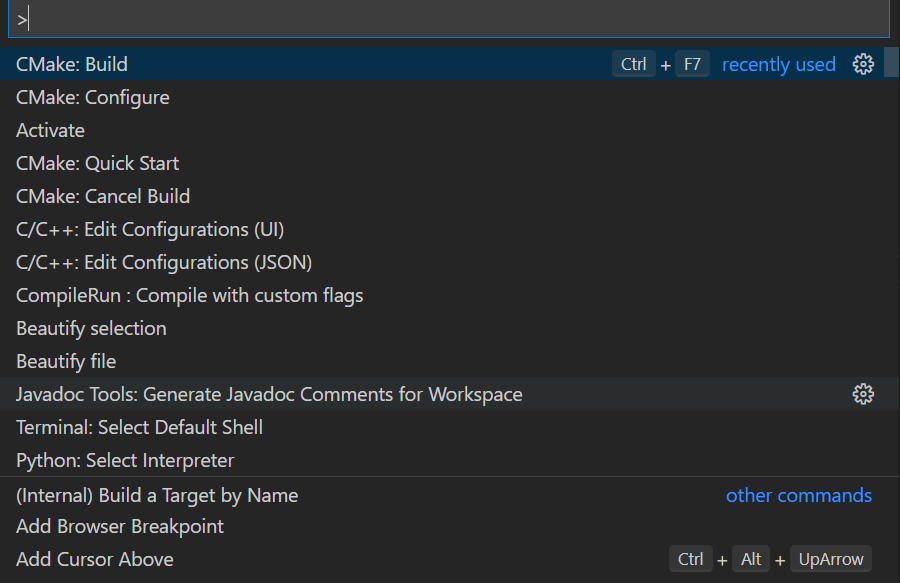 >
CMake: Build Ctrl + F7 recently used
CMake: Configure
Activate
CMake: Quick Start
CMake: Cancel Build
C/C++: Edit Configurations (UI)
C/C++: Edit Configurations (JSON)
CompileRun : Compile with custom flags
Beautify selection
Beautify file
Javadoc Tools: Generate Javadoc Comments for Workspace
Terminal: Select Default Shell
Python: Select Interpreter
(Internal) Build a Target by Name other commands
Add Browser Breakpoint
Add Cursor Above Ctrl + Alt + UpArrow